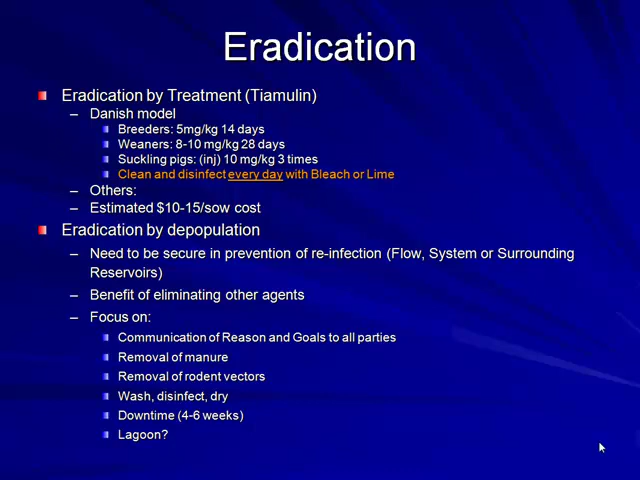 Eradication
Eradication by Treatment (Tiamulin)
– Danish model
Breeders: 5mg/kg 14 days
Weaners: 8-10 mg/kg 28 days
Suckling pigs: (inj) 10 mg/kg 3 times
Clean and disinfect every day with Bleach or Lime
– Others:
– Estimated $10-15/sow cost
Eradication by depopulation
– Need to be secure in prevention of re-infection (Flow, System or Surrounding
Reservoirs)
– Benefit of eliminating other agents
– Focus on:
Communication of Reason and Goals to all parties
Removal of manure
Removal of rodent vectors
Wash, disinfect, dry
Downtime (4-6 weeks)
Lagoon?